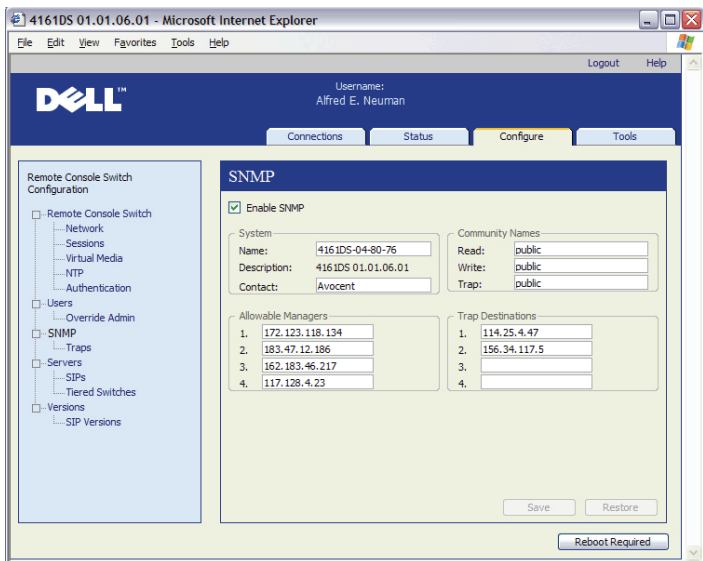 4161DS 01.01.06.01 - Microsoft Internet Explorer
File Edit View Favorites Tools Help
Logout Help
DELL™
Username:
Alfred E. Neuman
Connections Status Configure Tools
Remote Console Switch
Configuration
Remote Console Switch
Network
Sessions
Virtual Media
NTP
Authentication
Users
Override Admin
SNMP
Traps
Servers
SIPs
Tiered Switches
Versions
SIP Versions
SNMP
Enable SNMP
System
Name: 4161DS-04-80-76
Description: 4161DS 01.01.06.01
Contact: Avocent
Community Names
Read: public
Write: public
Trap: public
Allowable Managers
1. 172.123.118.134
2. 183.47.12.186
3. 162.183.46.217
4. 117.128.4.23
Trap Destinations
1. 114.25.4.47
2. 156.34.117.5
3.
4.
Save Restore
Reboot Required